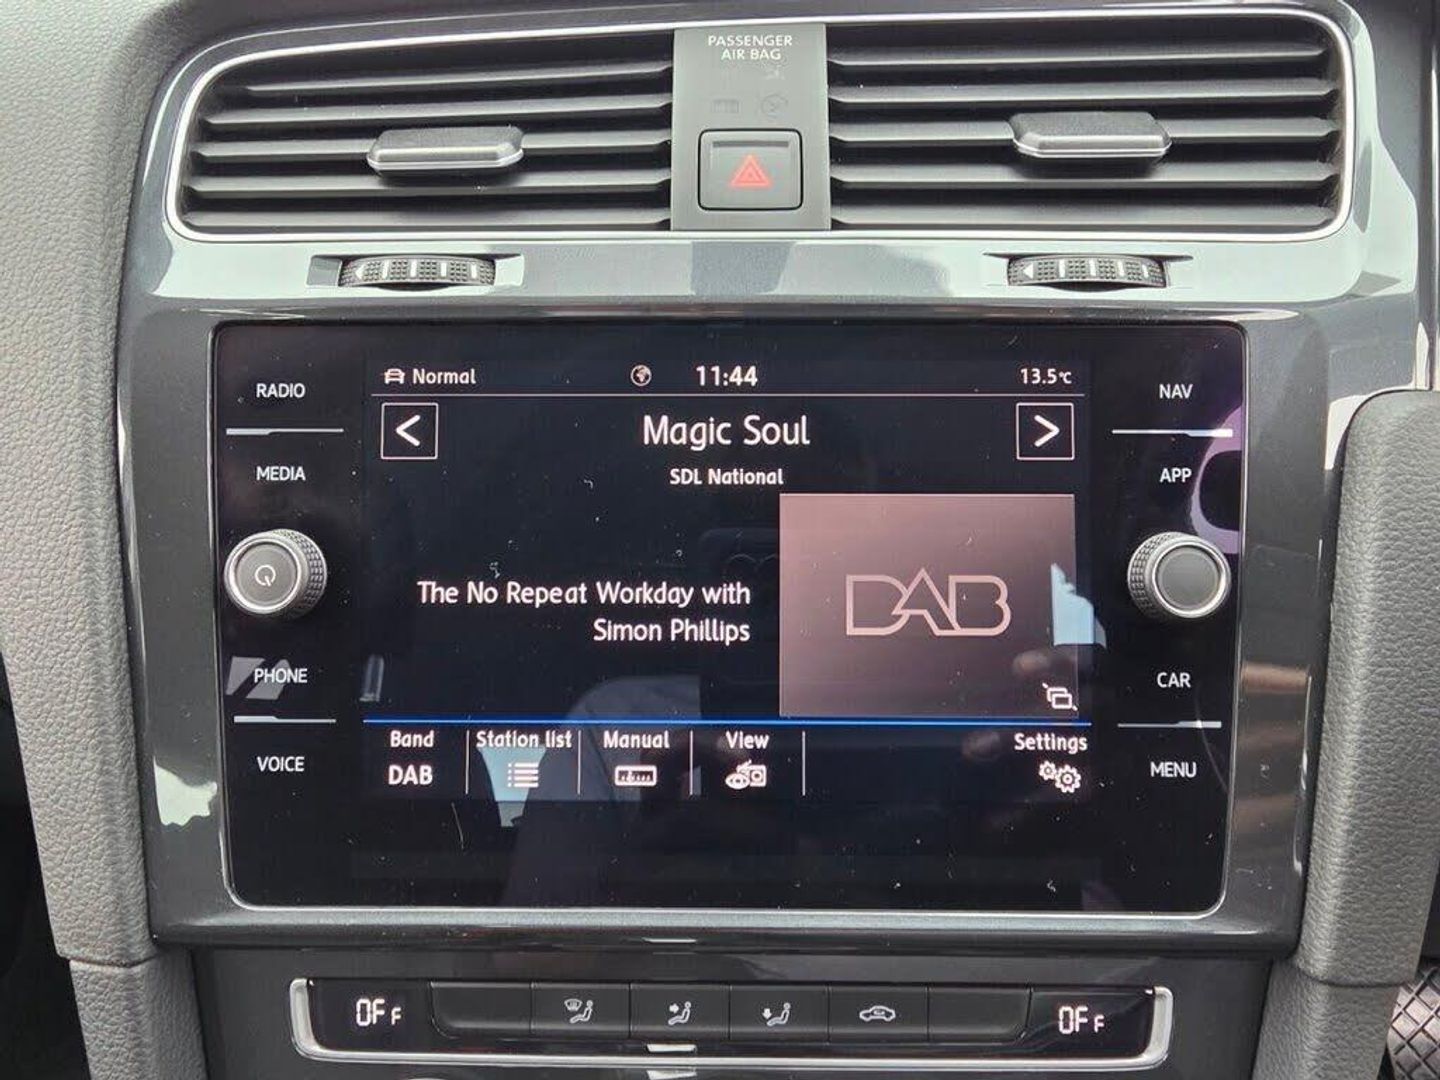 PASSENGER
AIR BAG
RADIO
MEDIA
PHONE
VOICE
Normal
11:44
13.5°C
<
Magic Soul
>
SDL National
The No Repeat Workday with
Simon Phillips
DAB
Band
DAB
Station list
Manual
View
Settings
NAV
APP
CAR
MENU
OFF
OFF